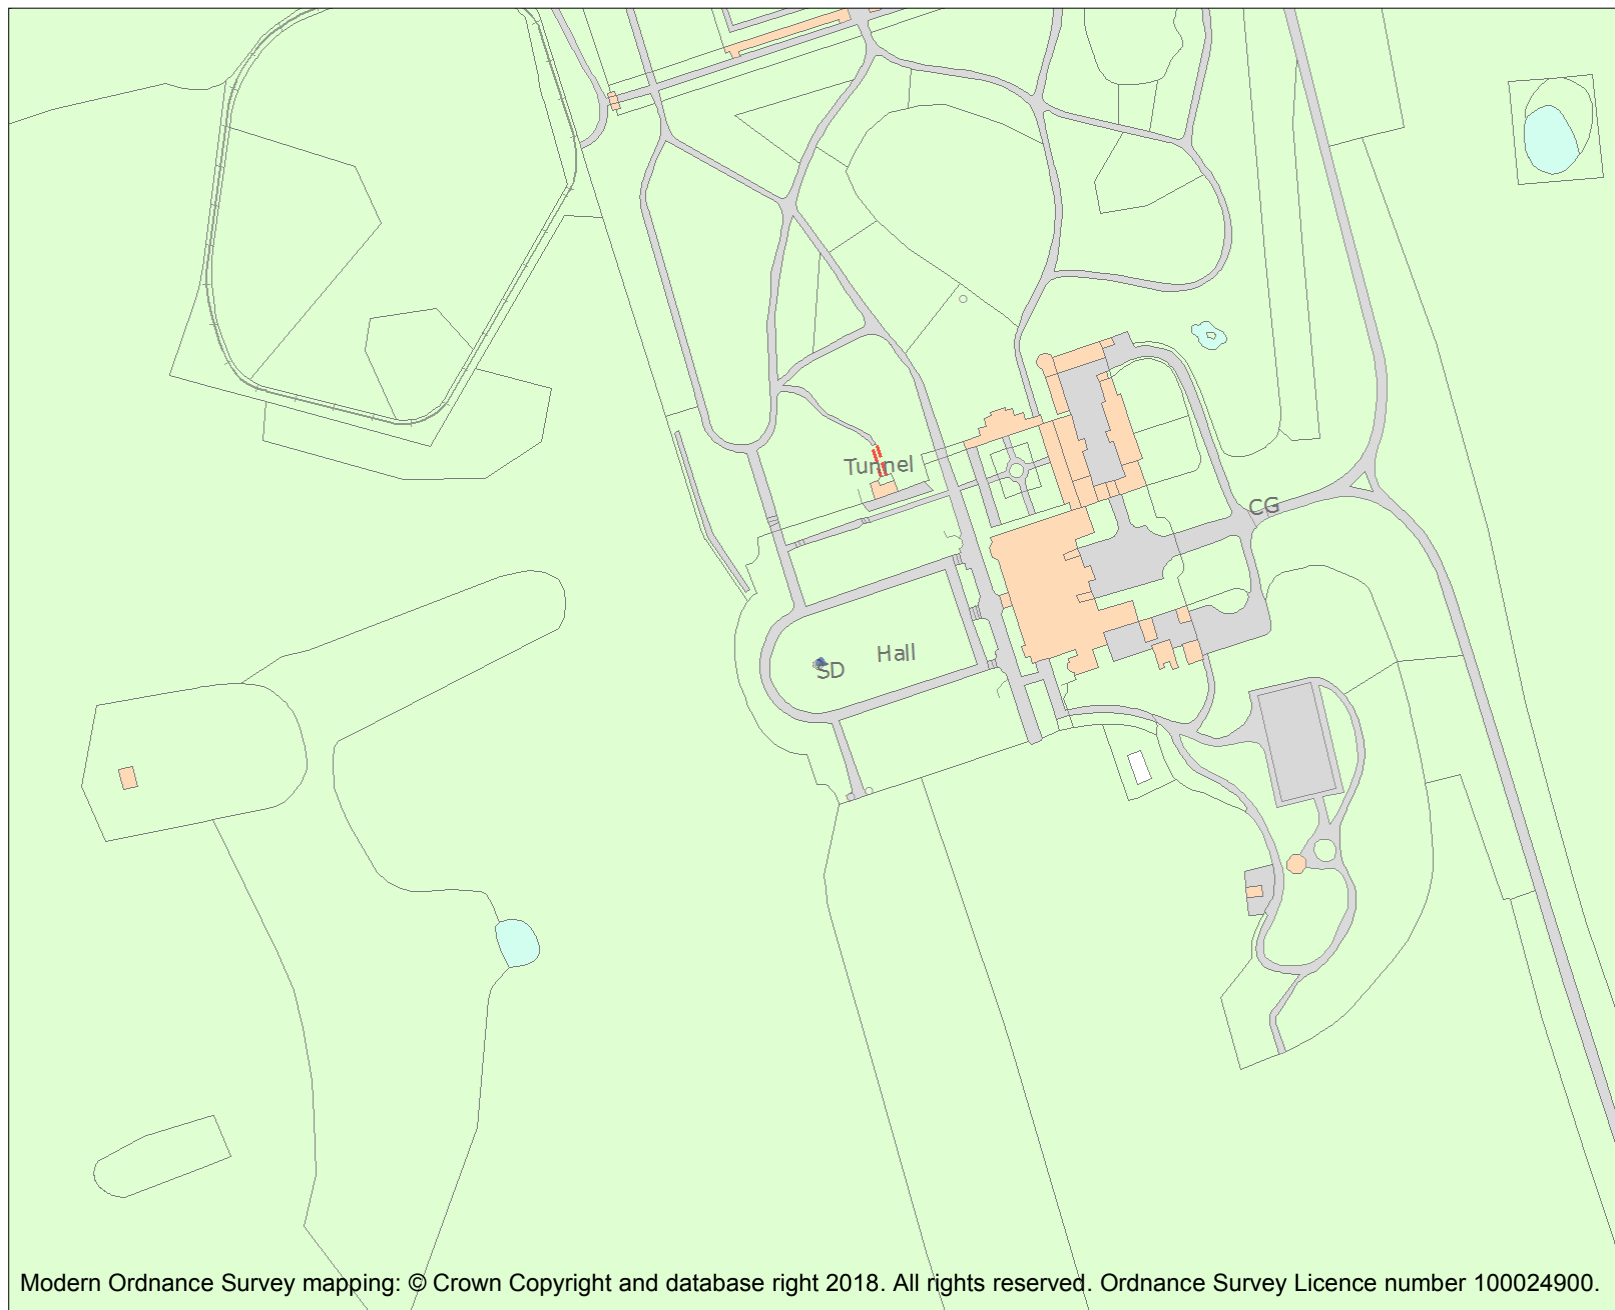 Tunnel
CG
Hall
SD
Modern Ordnance Survey mapping: © Crown Copyright and database right 2018. All rights reserved. Ordnance Survey Licence number 100024900.